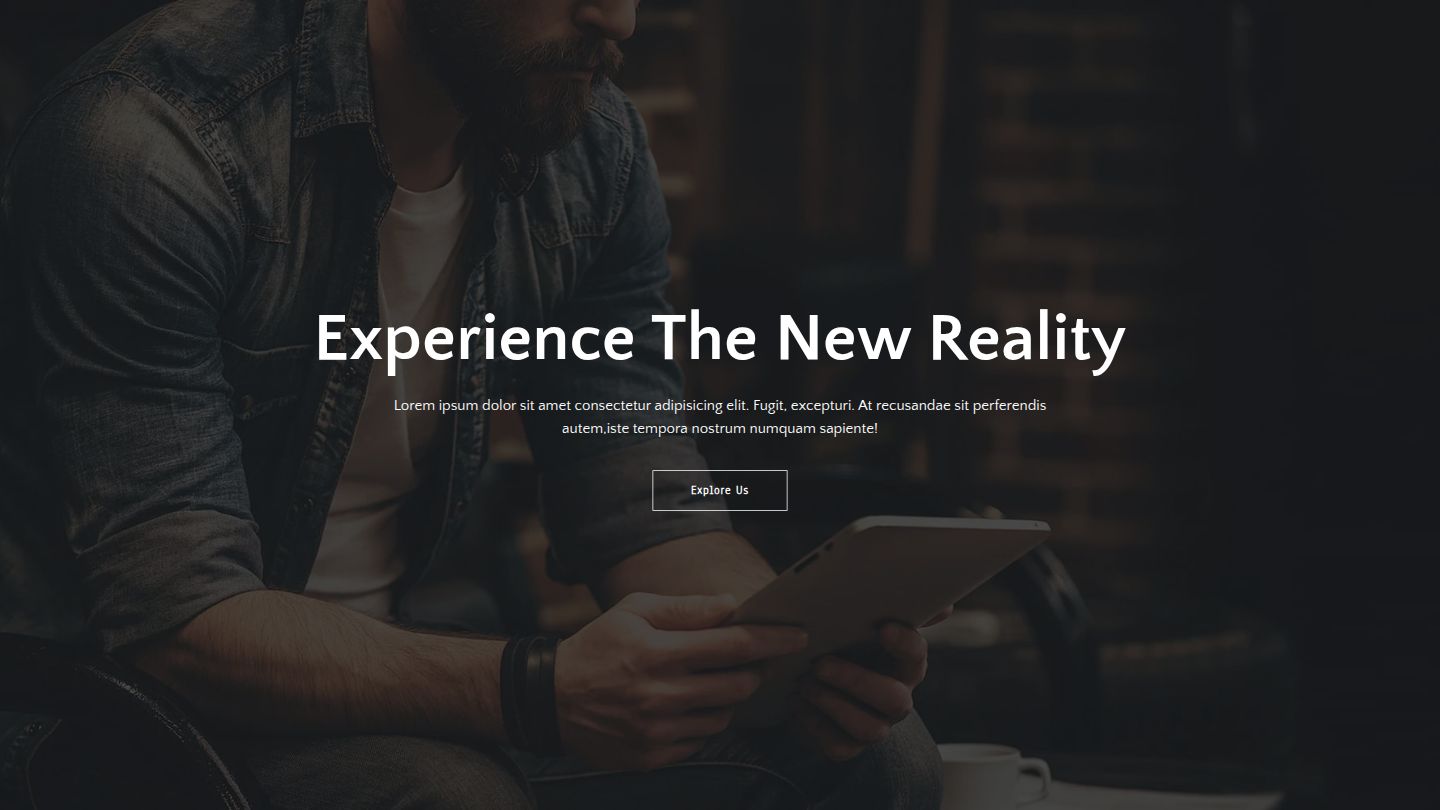 Experience The New Reality
Lorem ipsum dolor sit amet consectetur adipisicing elit. Fugit, excepturi. At recusandae sit perferendis
autem,iste tempora nostrum numquam sapiente!
Explore Us